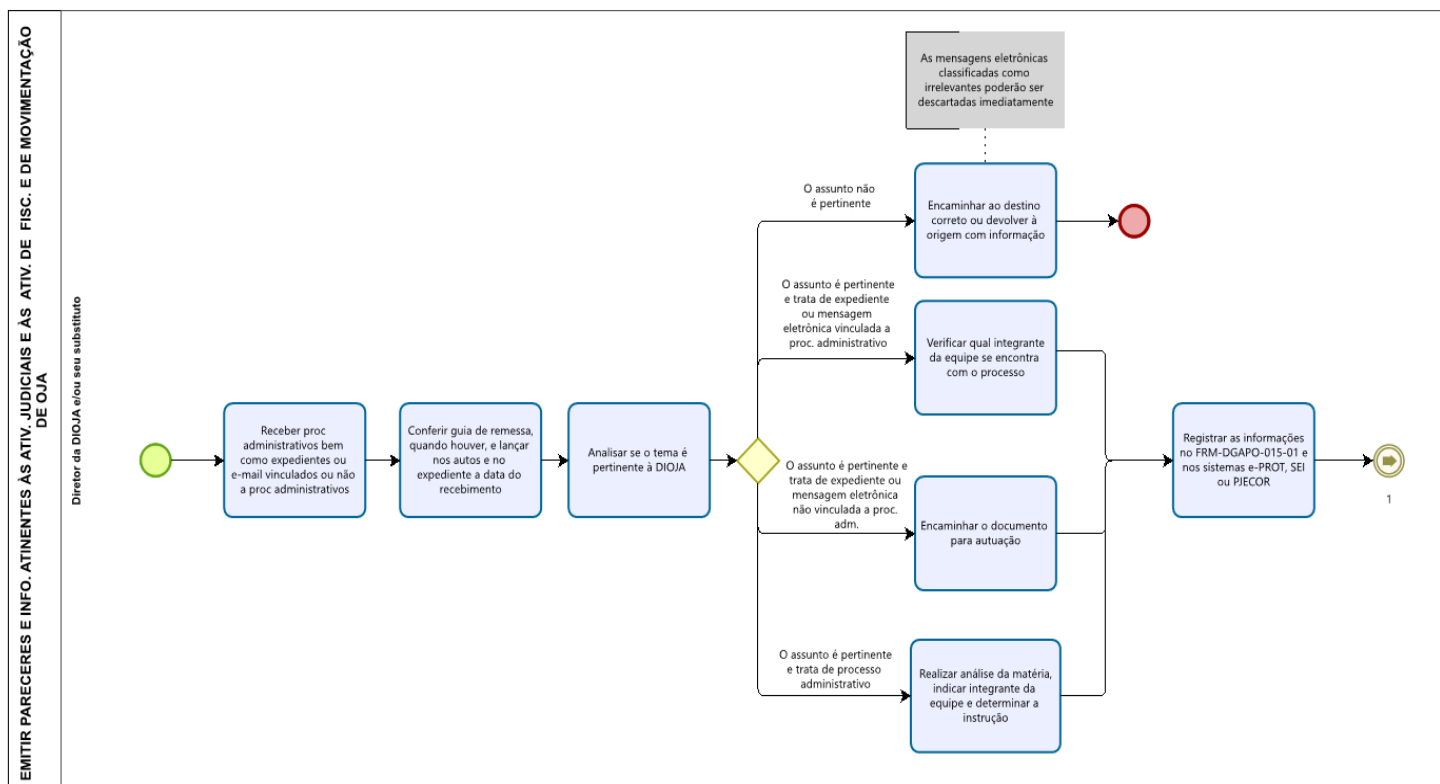 EMITIR PARECERES E INFO. ATINENTES ÀS ATIV. JUDICIAIS E ÀS ATIV. DE FISC. E DE MOVIMENTAÇÃO
DE OJA
Diretor da DIOJA e/ou seu substituto
Receber proc
administrativos bem
como expedientes ou
e-mail vinculados ou não
a proc administrativos
Conferir guia de remessa,
quando houver, e lançar
nos autos e no
expediente a data do
recebimento
Analisar se o tema é
pertinente à DIOJA
O assunto não
é pertinente
As mensagens eletrônicas
classificadas como
irrelevantes poderão ser
descartadas imediatamente
Encaminhar ao destino
correto ou devolver à
origem com informação
O assunto é pertinente
e trata de expediente
ou mensagem
eletrônica vinculada a
proc. administrativo
Verificar qual integrante
da equipe se encontra
com o processo
O assunto é pertinente e
trata de expediente ou
mensagem eletrônica
não vinculada a proc.
adm.
Encaminhar o documento
para autuação
O assunto é pertinente
e trata de processo
administrativo
Realizar análise da matéria,
indicar integrante da
equipe e determinar a
instrução
Registrar as informações
no FRM-DGAPO-015-01 e
nos sistemas e-PROT, SEI
ou PJECOR
1